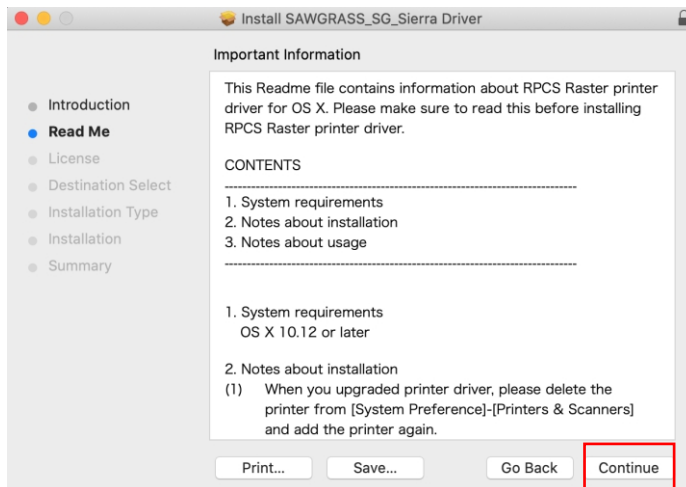 Install SAWGRASS_SG_Sierra Driver
Important Information
Introduction
Read Me
License
Destination Select
Installation Type
Installation
Summary
This Readme file contains information about RPCS Raster printer
driver for OS X. Please make sure to read this before installing
RPCS Raster printer driver.
CONTENTS
--------------------------------------------------------------------------------
1. System requirements
2. Notes about installation
3. Notes about usage
--------------------------------------------------------------------------------
1. System requirements
OS X 10.12 or later
2. Notes about installation
(1) When you upgraded printer driver, please delete the
printer from [System Preference]-[Printers & Scanners]
and add the printer again.
Print... Save... Go Back Continue